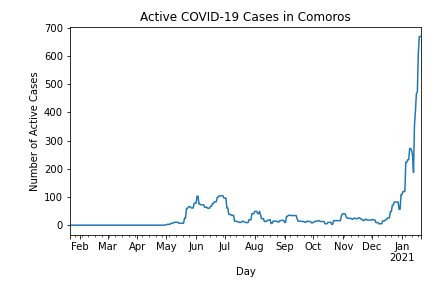 Active COVID-19 Cases in Comoros
Number of Active Cases
700
600
500
400
300
200
100
0
Feb Mar Apr May Jun Jul Aug Sep Oct Nov Dec Jan
2021
Day